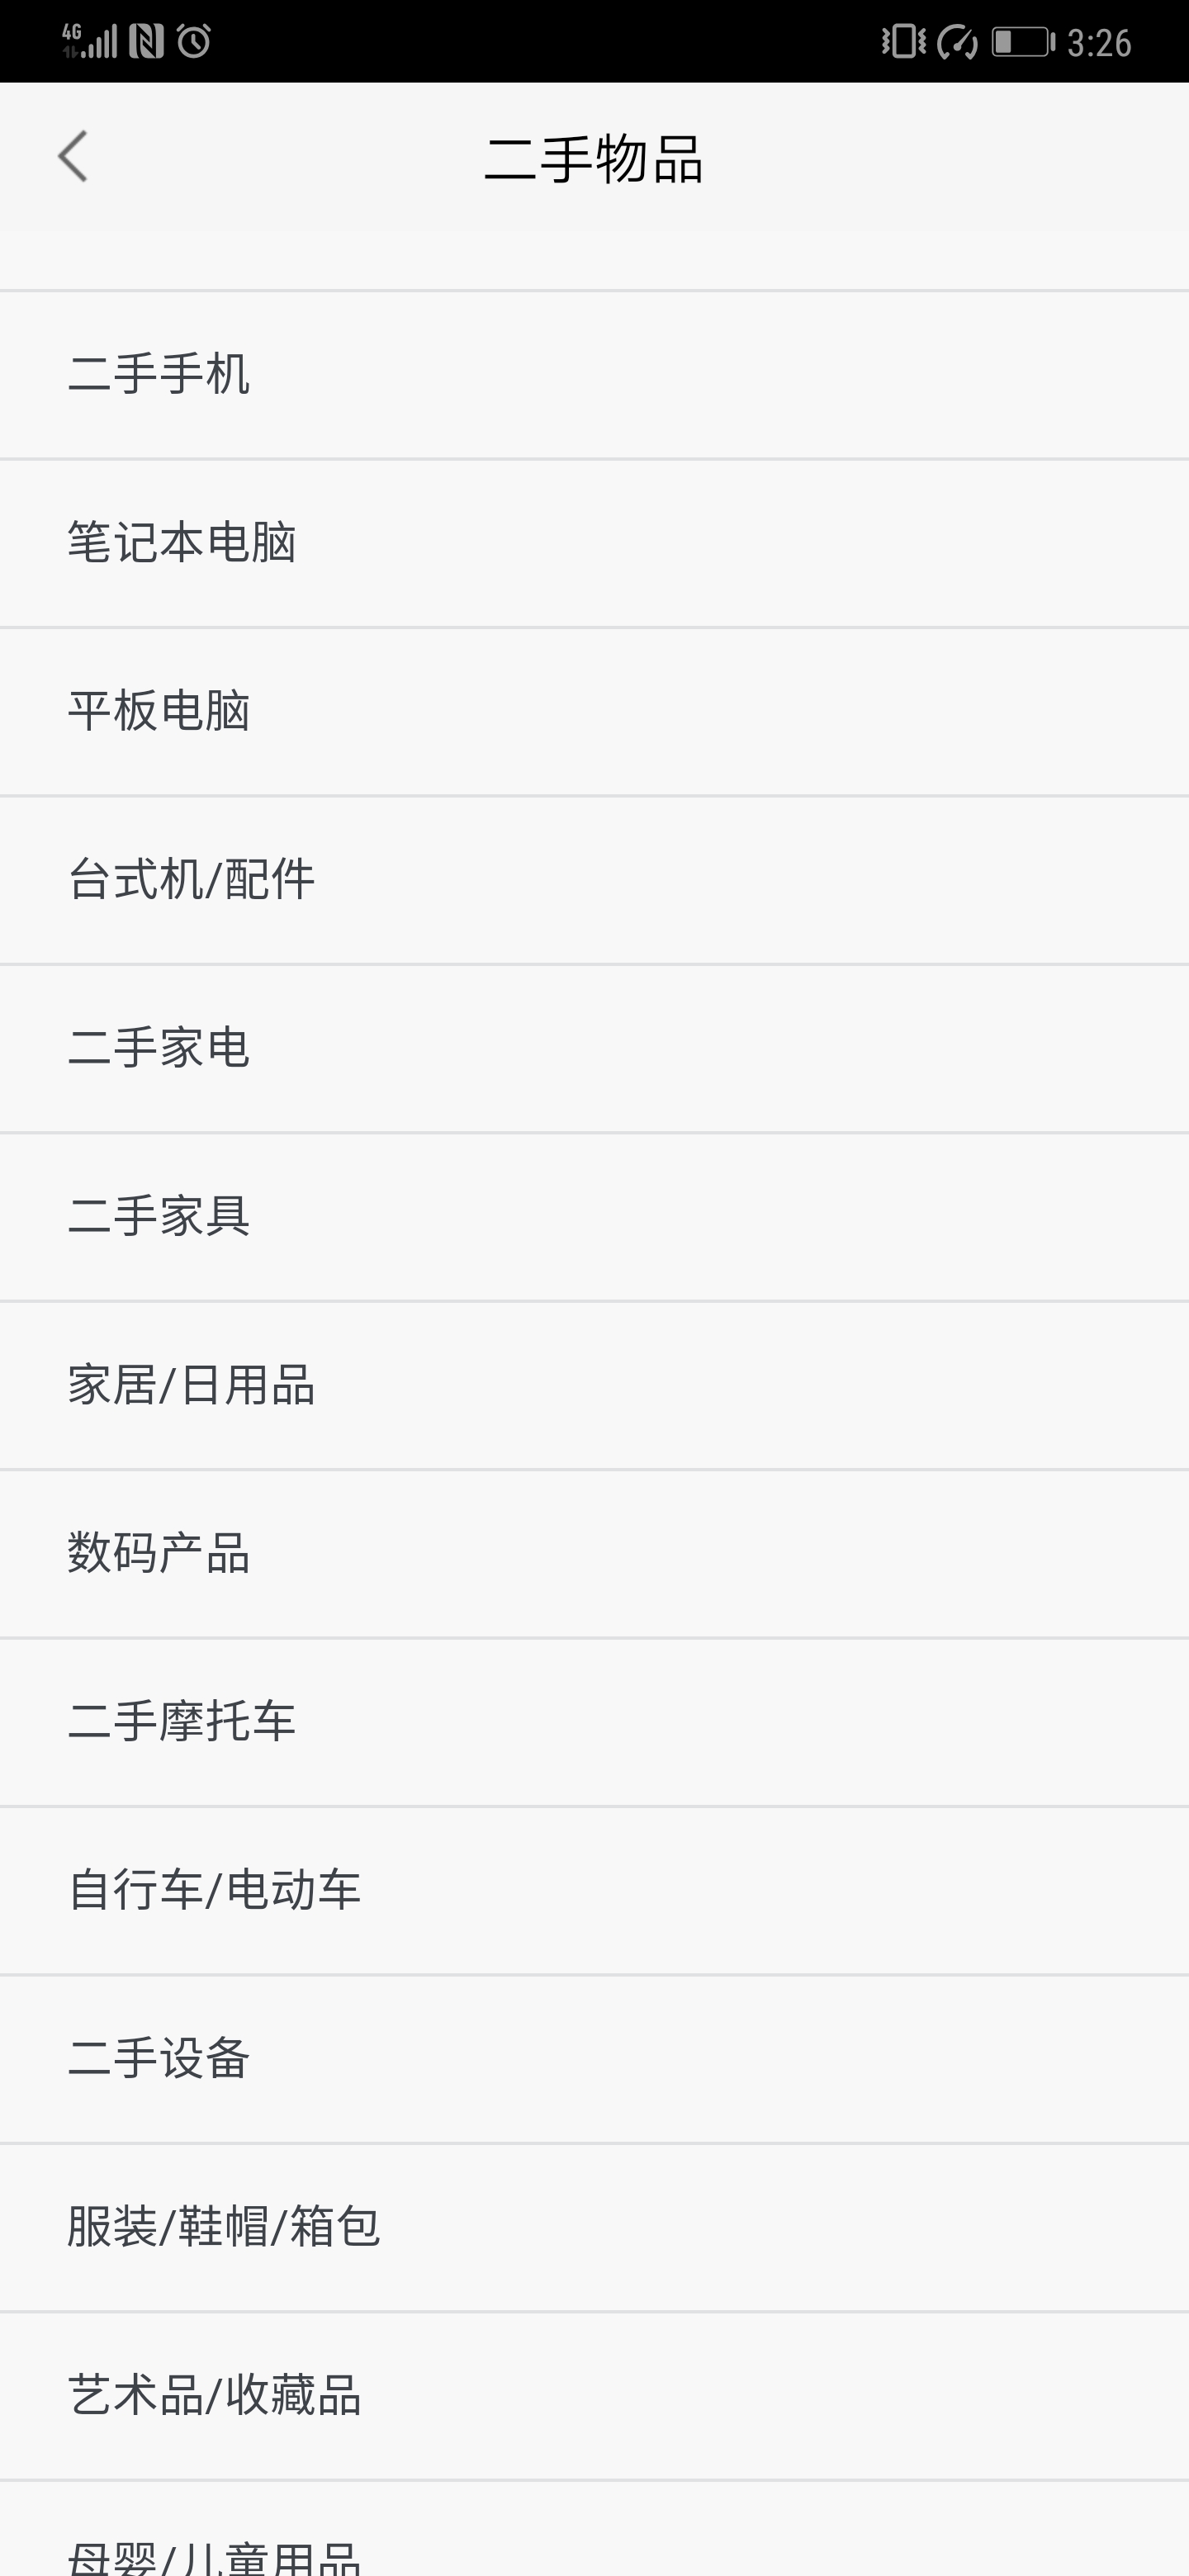 4G
3:26
二手物品
二手手机
笔记本电脑
平板电脑
台式机/配件
二手家电
二手家具
家居/日用品
数码产品
二手摩托车
自行车/电动车
二手设备
服装/鞋帽/箱包
艺术品/收藏品
母婴/儿童用品